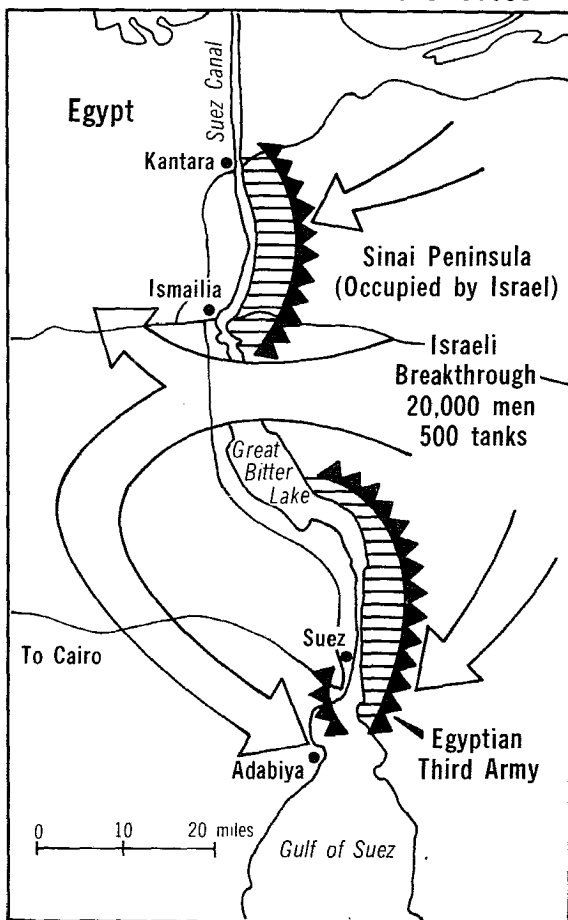 Egypt
Suez Canal
Kantara
Sinai Peninsula
(Occupied by Israel)
Ismailia
Israeli
Breakthrough
20,000 men
500 tanks
Great
Bitter
Lake
Suez
To Cairo
Egyptian
Third Army
Adabiya
0 10 20 miles
Gulf of Suez